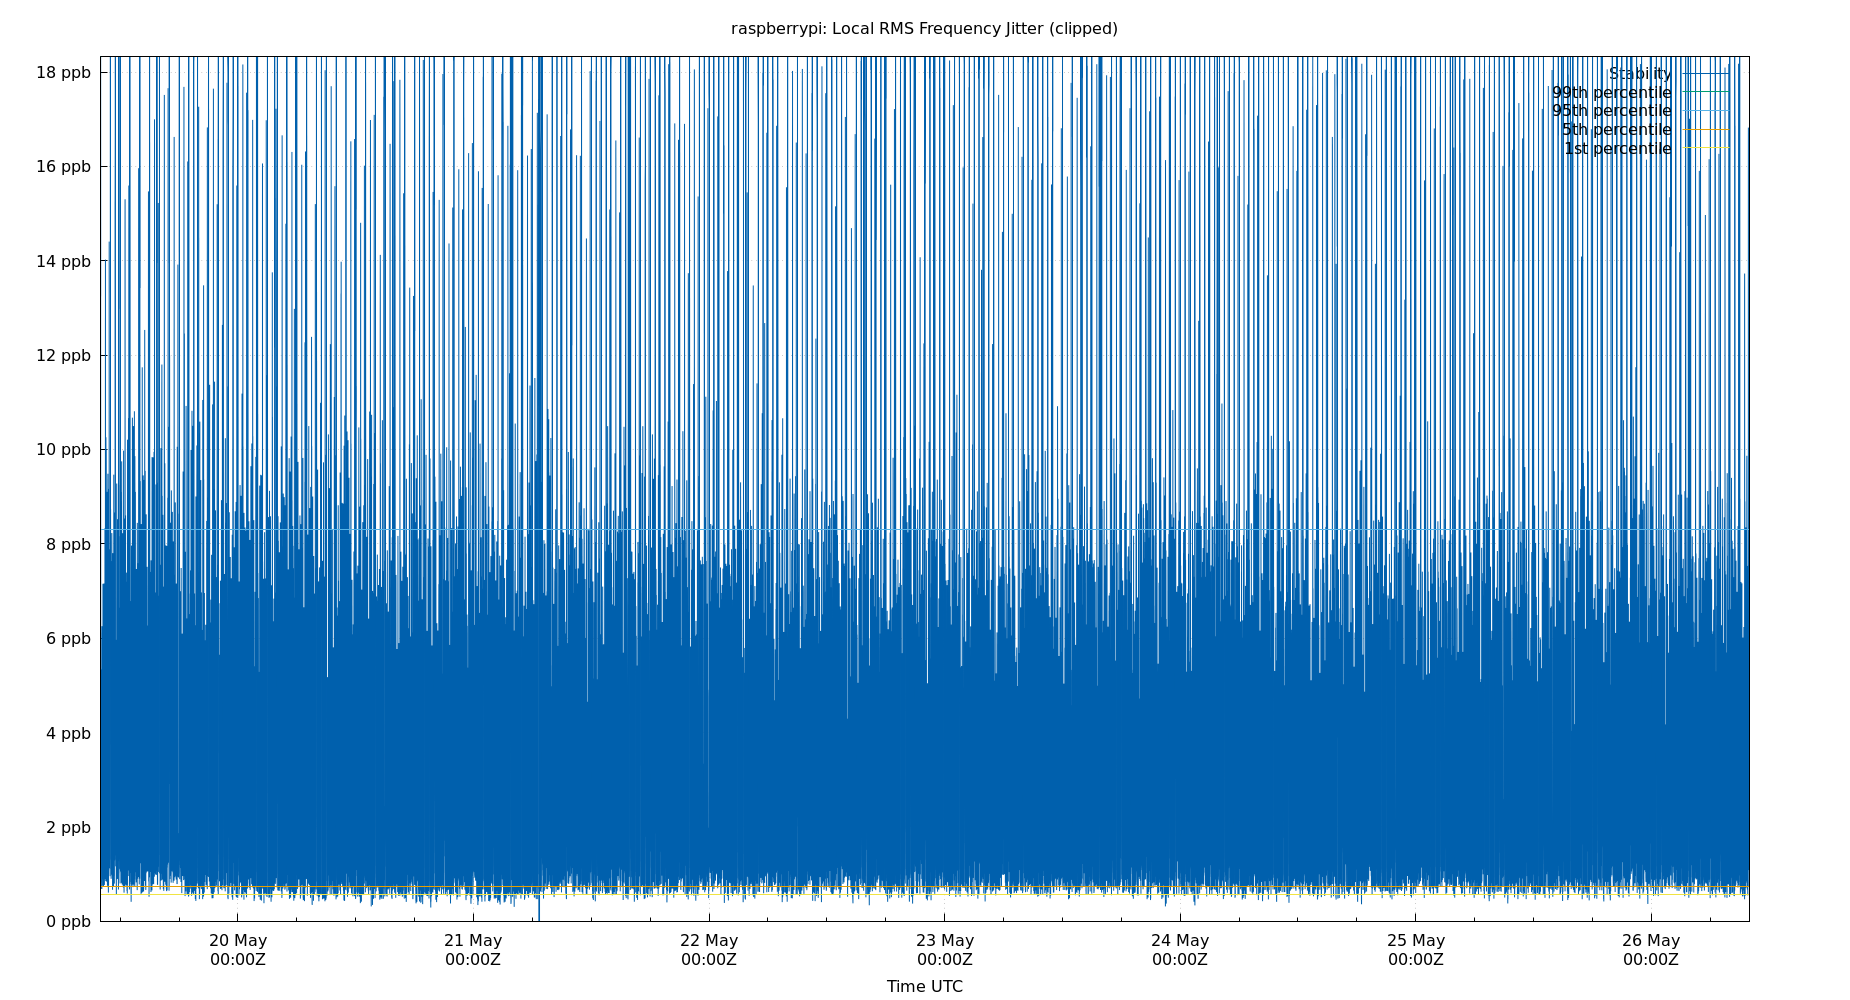 raspberrypi: Local RMS Frequency Jitter (clipped)
18 ppb
16 ppb
14 ppb
12 ppb
10 ppb
8 ppb
6 ppb
4 ppb
2 ppb
0 ppb
Stability
99th percentile
95th percentile
5th percentile
1st percentile
20 May
00:00Z
21 May
00:00Z
22 May
00:00Z
23 May
00:00Z
24 May
00:00Z
25 May
00:00Z
26 May
00:00Z
Time UTC